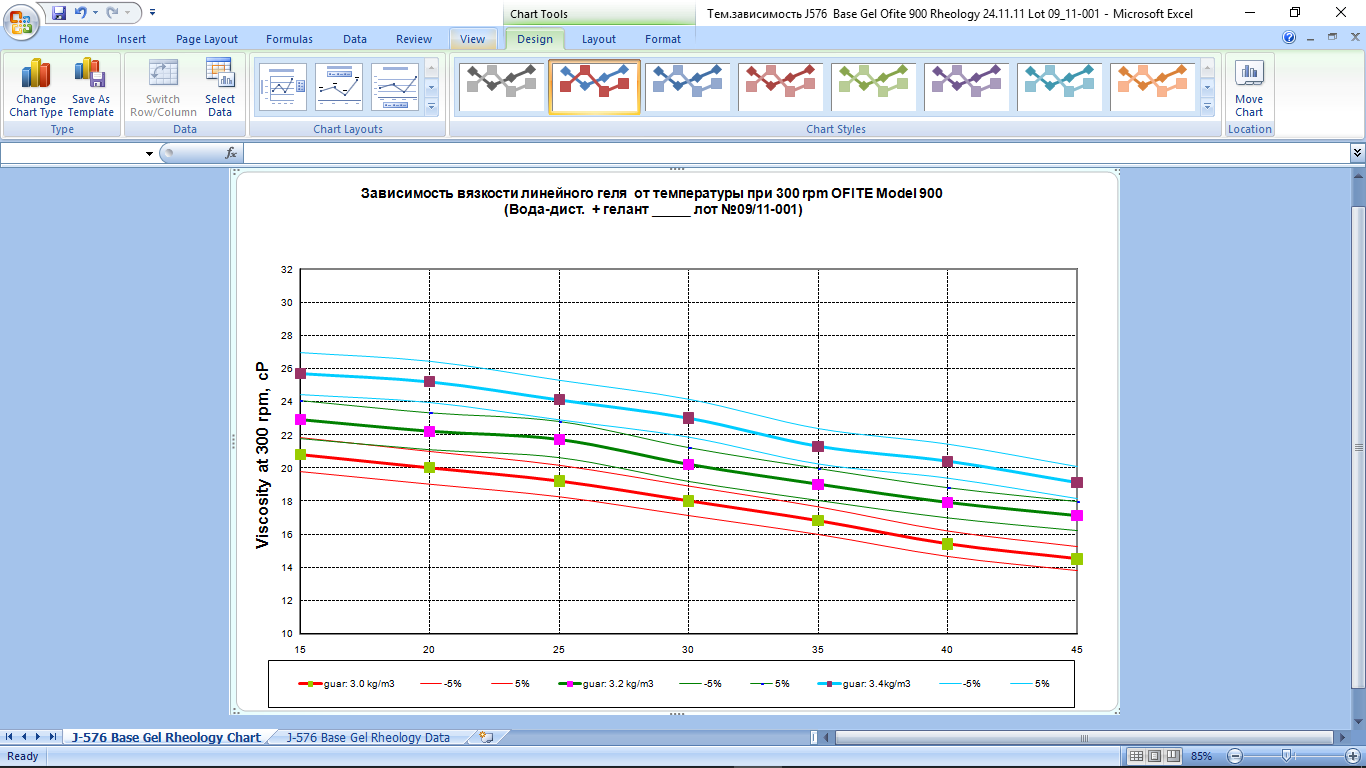 Chart Tools
Тем.зависимость J576 Base Gel Ofite 900 Rheology 24.11.11 Lot 09_11-001 - Microsoft Excel
Home Insert Page Layout Formulas Data Review View Design Layout Format
Change Chart Type
Save As Template
Switch Row/Column
Select Data
Move Chart
Type Data Chart Layouts Chart Styles Location
fx
Зависимость вязкости линейного геля от температуры при 300 rpm OFITE Model 900
(Вода-дист. + гелант _____ лот №09/11-001)
Viscosity at 300 rpm, cP
32
30
28
26
24
22
20
18
16
14
12
10
15 20 25 30 35 40 45
guar: 3.0 kg/m3 -5% 5% guar: 3.2 kg/m3 -5% 5% guar: 3.4kg/m3 -5% 5%
J-576 Base Gel Rheology Chart J-576 Base Gel Rheology Data
Ready 85%